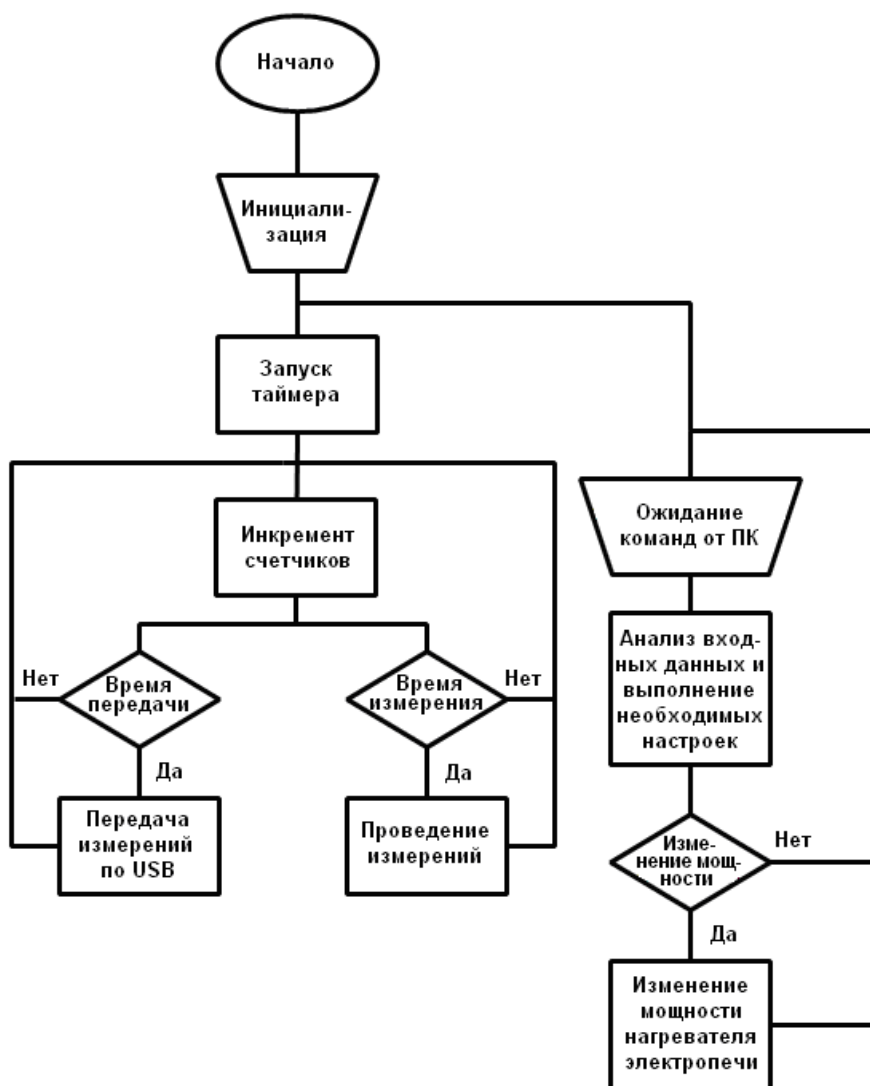 Начало
Инициали-
зация
Запуск
таймера
Инкремент
счетчиков
Нет
Время
передачи
Время
измерения
Нет
Да
Да
Передача
измерений
по USB
Проведение
измерений
Ожидание
команд от ПК
Анализ вход-
ных данных и
выполнение
необходимых
настроек
Изме-
нение мощ-
ности
Нет
Да
Изменение
мощности
нагревателя
электропечи